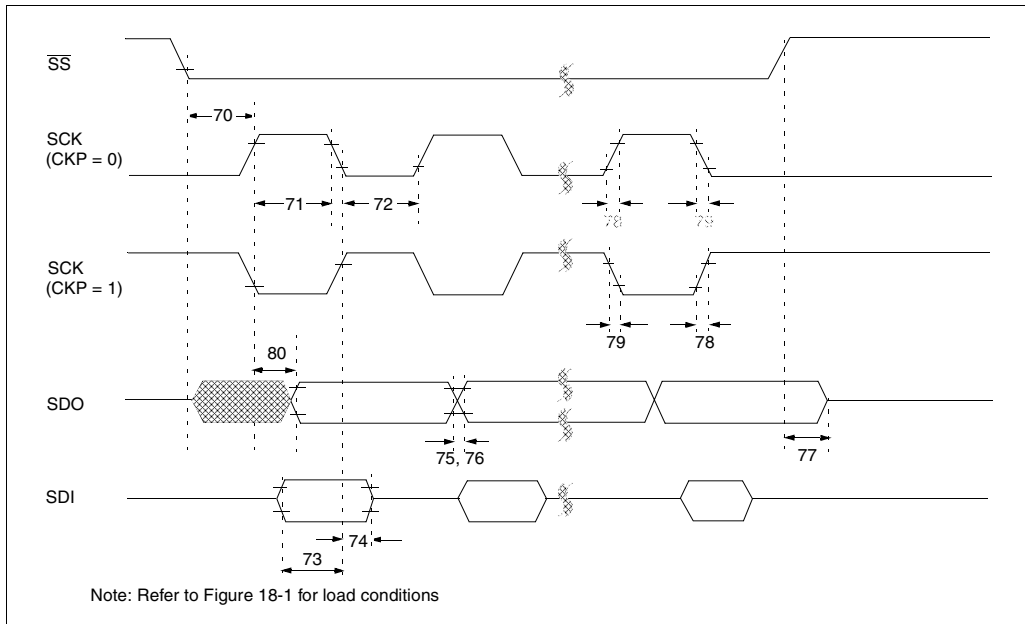 SS
70
SCK
(CKP = 0)
71
72
78
79
SCK
(CKP = 1)
79
78
80
SDO
75, 76
77
SDI
74
73
Note: Refer to Figure 18-1 for load conditions